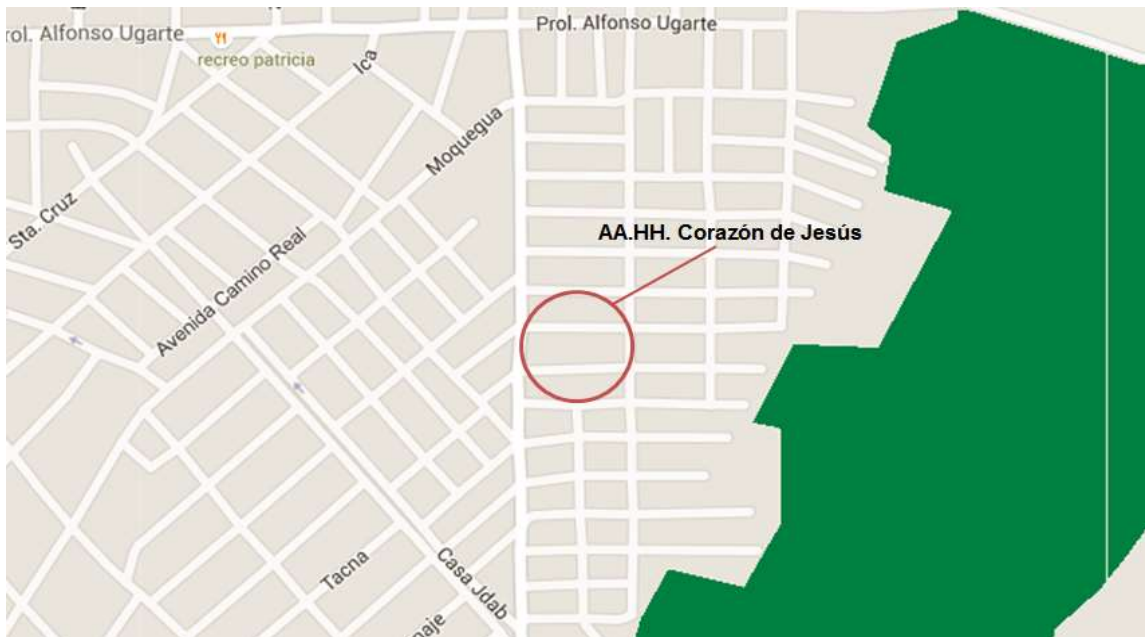 rol. Alfonso Ugarte
Prol. Alfonso Ugarte
recreo patricia
Ica
Moquegua
Sta. Cruz
AA.HH. Corazón de Jesús
Avenida Camino Real
Tacna
Casa Jdab
naje